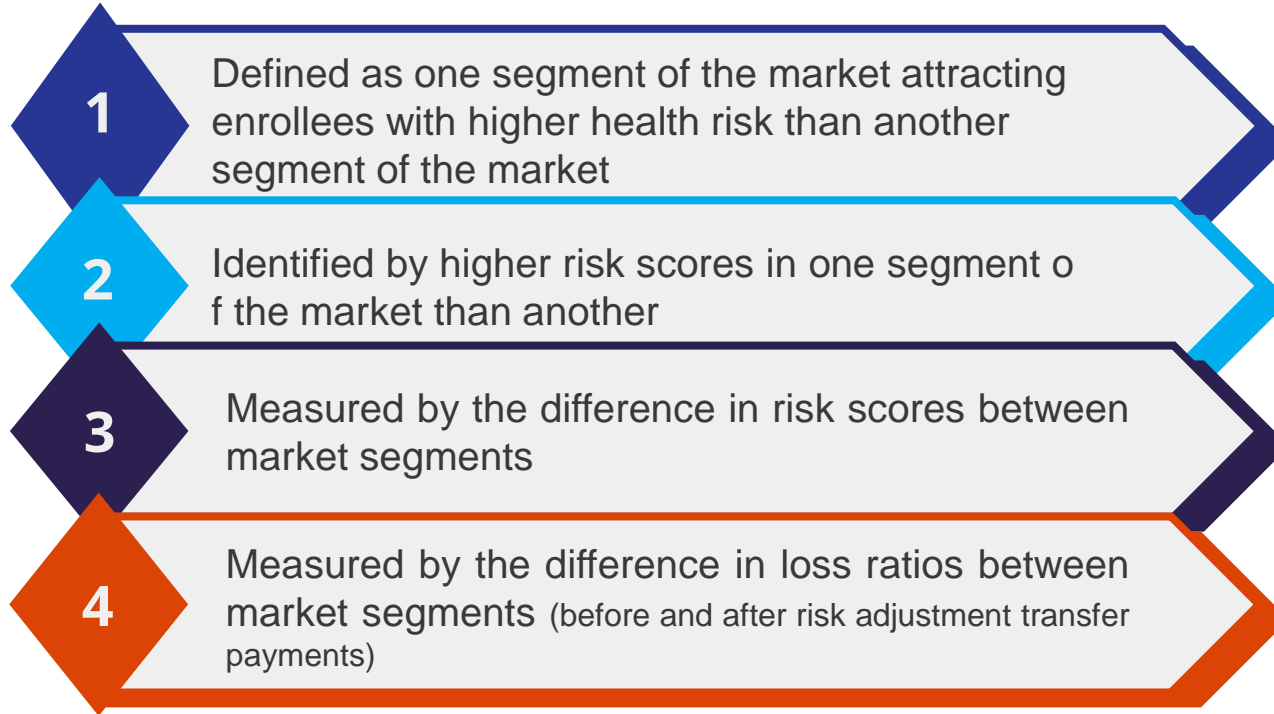 1
Defined as one segment of the market attracting
enrollees with higher health risk than another
segment of the market
2
Identified by higher risk scores in one segment o
f the market than another
3
Measured by the difference in risk scores between
market segments
4
Measured by the difference in loss ratios between
market segments (before and after risk adjustment transfer
payments)